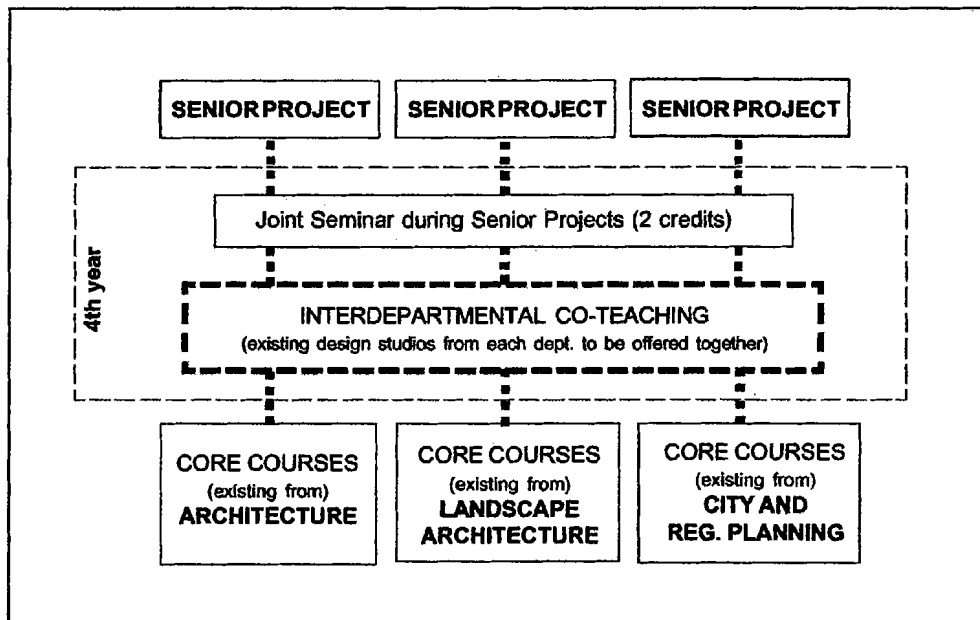 SENIOR PROJECT
SENIOR PROJECT
SENIOR PROJECT
4th year
Joint Seminar during Senior Projects (2 credits)
INTERDEPARTMENTAL CO-TEACHING
(existing design studios from each dept. to be offered together)
CORE COURSES
(existing from)
ARCHITECTURE
CORE COURSES
(existing from)
LANDSCAPE
ARCHITECTURE
CORE COURSES
(existing from)
CITY AND
REG. PLANNING